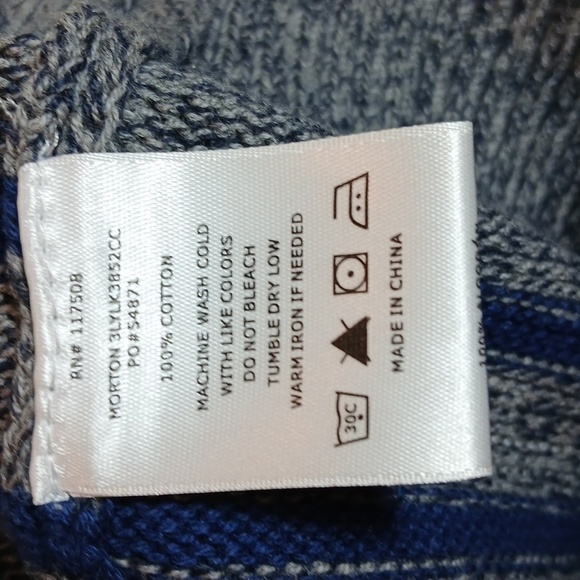 RN# 117508
MORTON 3LYLK3852CC
PO#54871
100% COTTON
MACHINE WASH COLD
WITH LIKE COLORS
DO NOT BLEACH
TUMBLE DRY LOW
WARM IRON IF NEEDED
30C
MADE IN CHINA